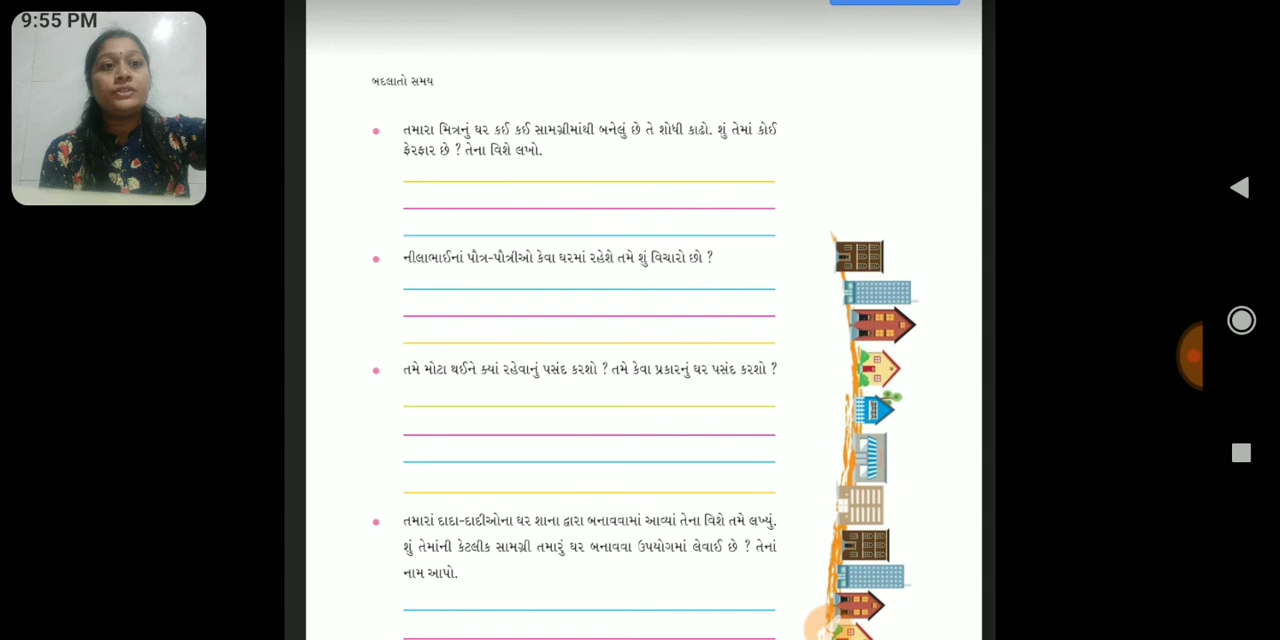 9:55 PM
બદલાતો સમય
તમારા મિત્રનું ઘર કઈ કઈ સામગ્રીમાંથી બનેલું છે તે શોધી કાઢો. શું તેમાં કોઈ
ફેરફાર છે ? તેના વિશે લખો.
નીલાભાઈનાં પૌત્ર-પૌત્રીઓ કેવા ઘરમાં રહેશે તમે શું વિચારો છો ?
તમે મોટા થઈને ક્યાં રહેવાનું પસંદ કરશો ? તમે કેવા પ્રકારનું ઘર પસંદ કરશો ?
તમારાં દાદા-દાદીઓના ઘર શાના દ્વારા બનાવવામાં આવ્યાં તેના વિશે તમે લખ્યું.
શું તેમાંની કેટલીક સામગ્રી તમારું ઘર બનાવવા ઉપયોગમાં લેવાઈ છે ? તેનાં
નામ આપો.